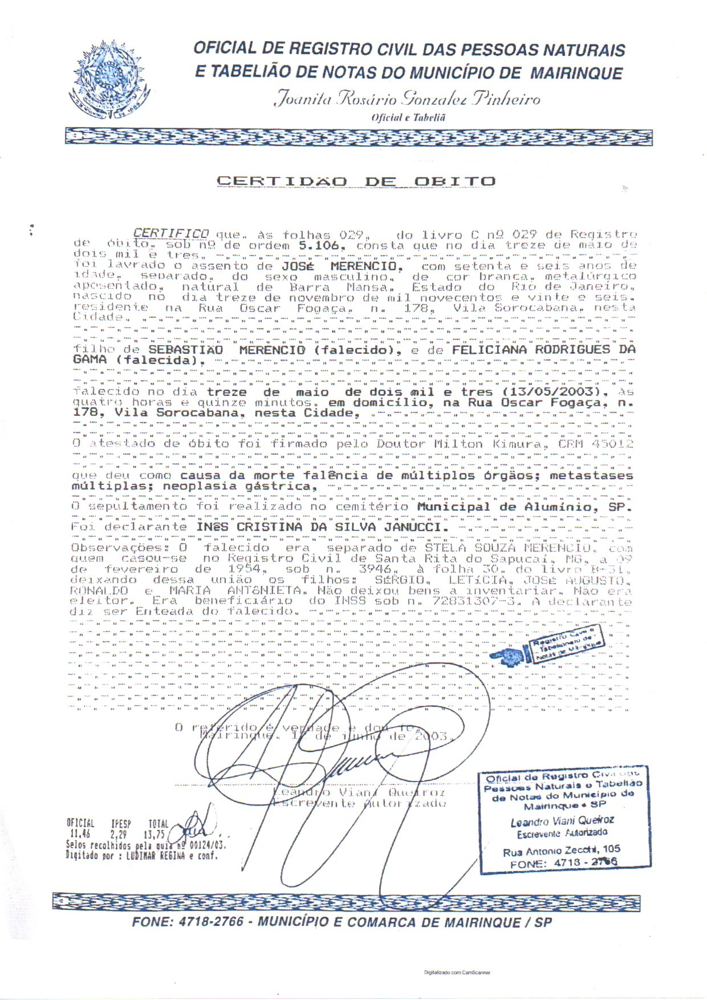 OFICIAL DE REGISTRO CIVIL DAS PESSOAS NATURAIS
E TABELIÃO DE NOTAS DO MUNICÍPIO DE MAIRINQUE
Joanita Rosário Gonzalez Pinheiro
Oficial e Tabeliã
CERTIDÃO DE OBITO
CERTIFICO que, às folhas 029, do livro C nº 029 de Registro
de óbito, sob nº de ordem 5.106, consta que no dia treze de maio de
dois mil e tres,
foi lavrado o assento de JOSé MERENCIO, com setenta e seis anos de
idade, separado, do sexo masculino, de cor branca, metalúrgico
aposentado, natural de Barra Mansa, Estado do Rio de Janeiro,
nascido no dia treze de novembro de mil novecentos e vinte e seis,
residente na Rua Oscar Fogaça, n. 178, Vila Sorocabana, nesta
Cidade,
filho de SEBASTIÃO MERENCIO (falecido), e de FELICIANA RODRIGUES DA
GAMA (falecida),
falecido no dia treze de maio de dois mil e tres (13/05/2003), às
quatro horas e quinze minutos, em domicílio, na Rua Oscar Fogaça, n.
178, Vila Sorocabana, nesta Cidade,
O atestado de óbito foi firmado pelo Doutor Milton Kimura, CRM 45012
que deu como causa da morte falência de múltiplos órgãos; metastases
múltiplas; neoplasia gástrica,
O sepultamento foi realizado no cemitério Municipal de Alumínio, SP.
Foi declarante INêS CRISTINA DA SILVA JANUCCI.
Observações: O falecido era separado de STELA SOUZA MERENCIO, com
quem casou-se no Registro Civil de Santa Rita do Sapucaí, MG, a 09
de fevereiro de 1954, sob n. 3946, à folha 30, do livro B-31,
deixando dessa união os filhos: SÉRGIO, LETíCIA, JOSÉ AUGUSTO,
RONALDO e MARIA ANTôNIETA. Não deixou bens a inventariar. Não era
eleitor. Era beneficiário do INSS sob n. 72831307-3. A declarante
diz ser Enteada do falecido.
Registro Civil e
Tabelionato de
Notas de Mairinque
O referido é verdade e dou fé.
Mairinque, de junho de 2003.
Leandro Viani Queiroz
Escrevente Autorizado
OFICIAL IPESP TOTAL
11,46 2,29 13,75
Selos recolhidos pela guia nº 00124/03.
Digitado por : LUDIMAR REGINA e conf.
Oficial de Registro Civil das
Pessoas Naturais e Tabelião
de Notas do Município de
Mairinque - SP
Leandro Viani Queiroz
Escrevente Autorizado
Rua Antonio Zecchi, 105
FONE: 4718 - 2766
FONE: 4718-2766 - MUNICÍPIO E COMARCA DE MAIRINQUE / SP
Digitalizado com CamScanner